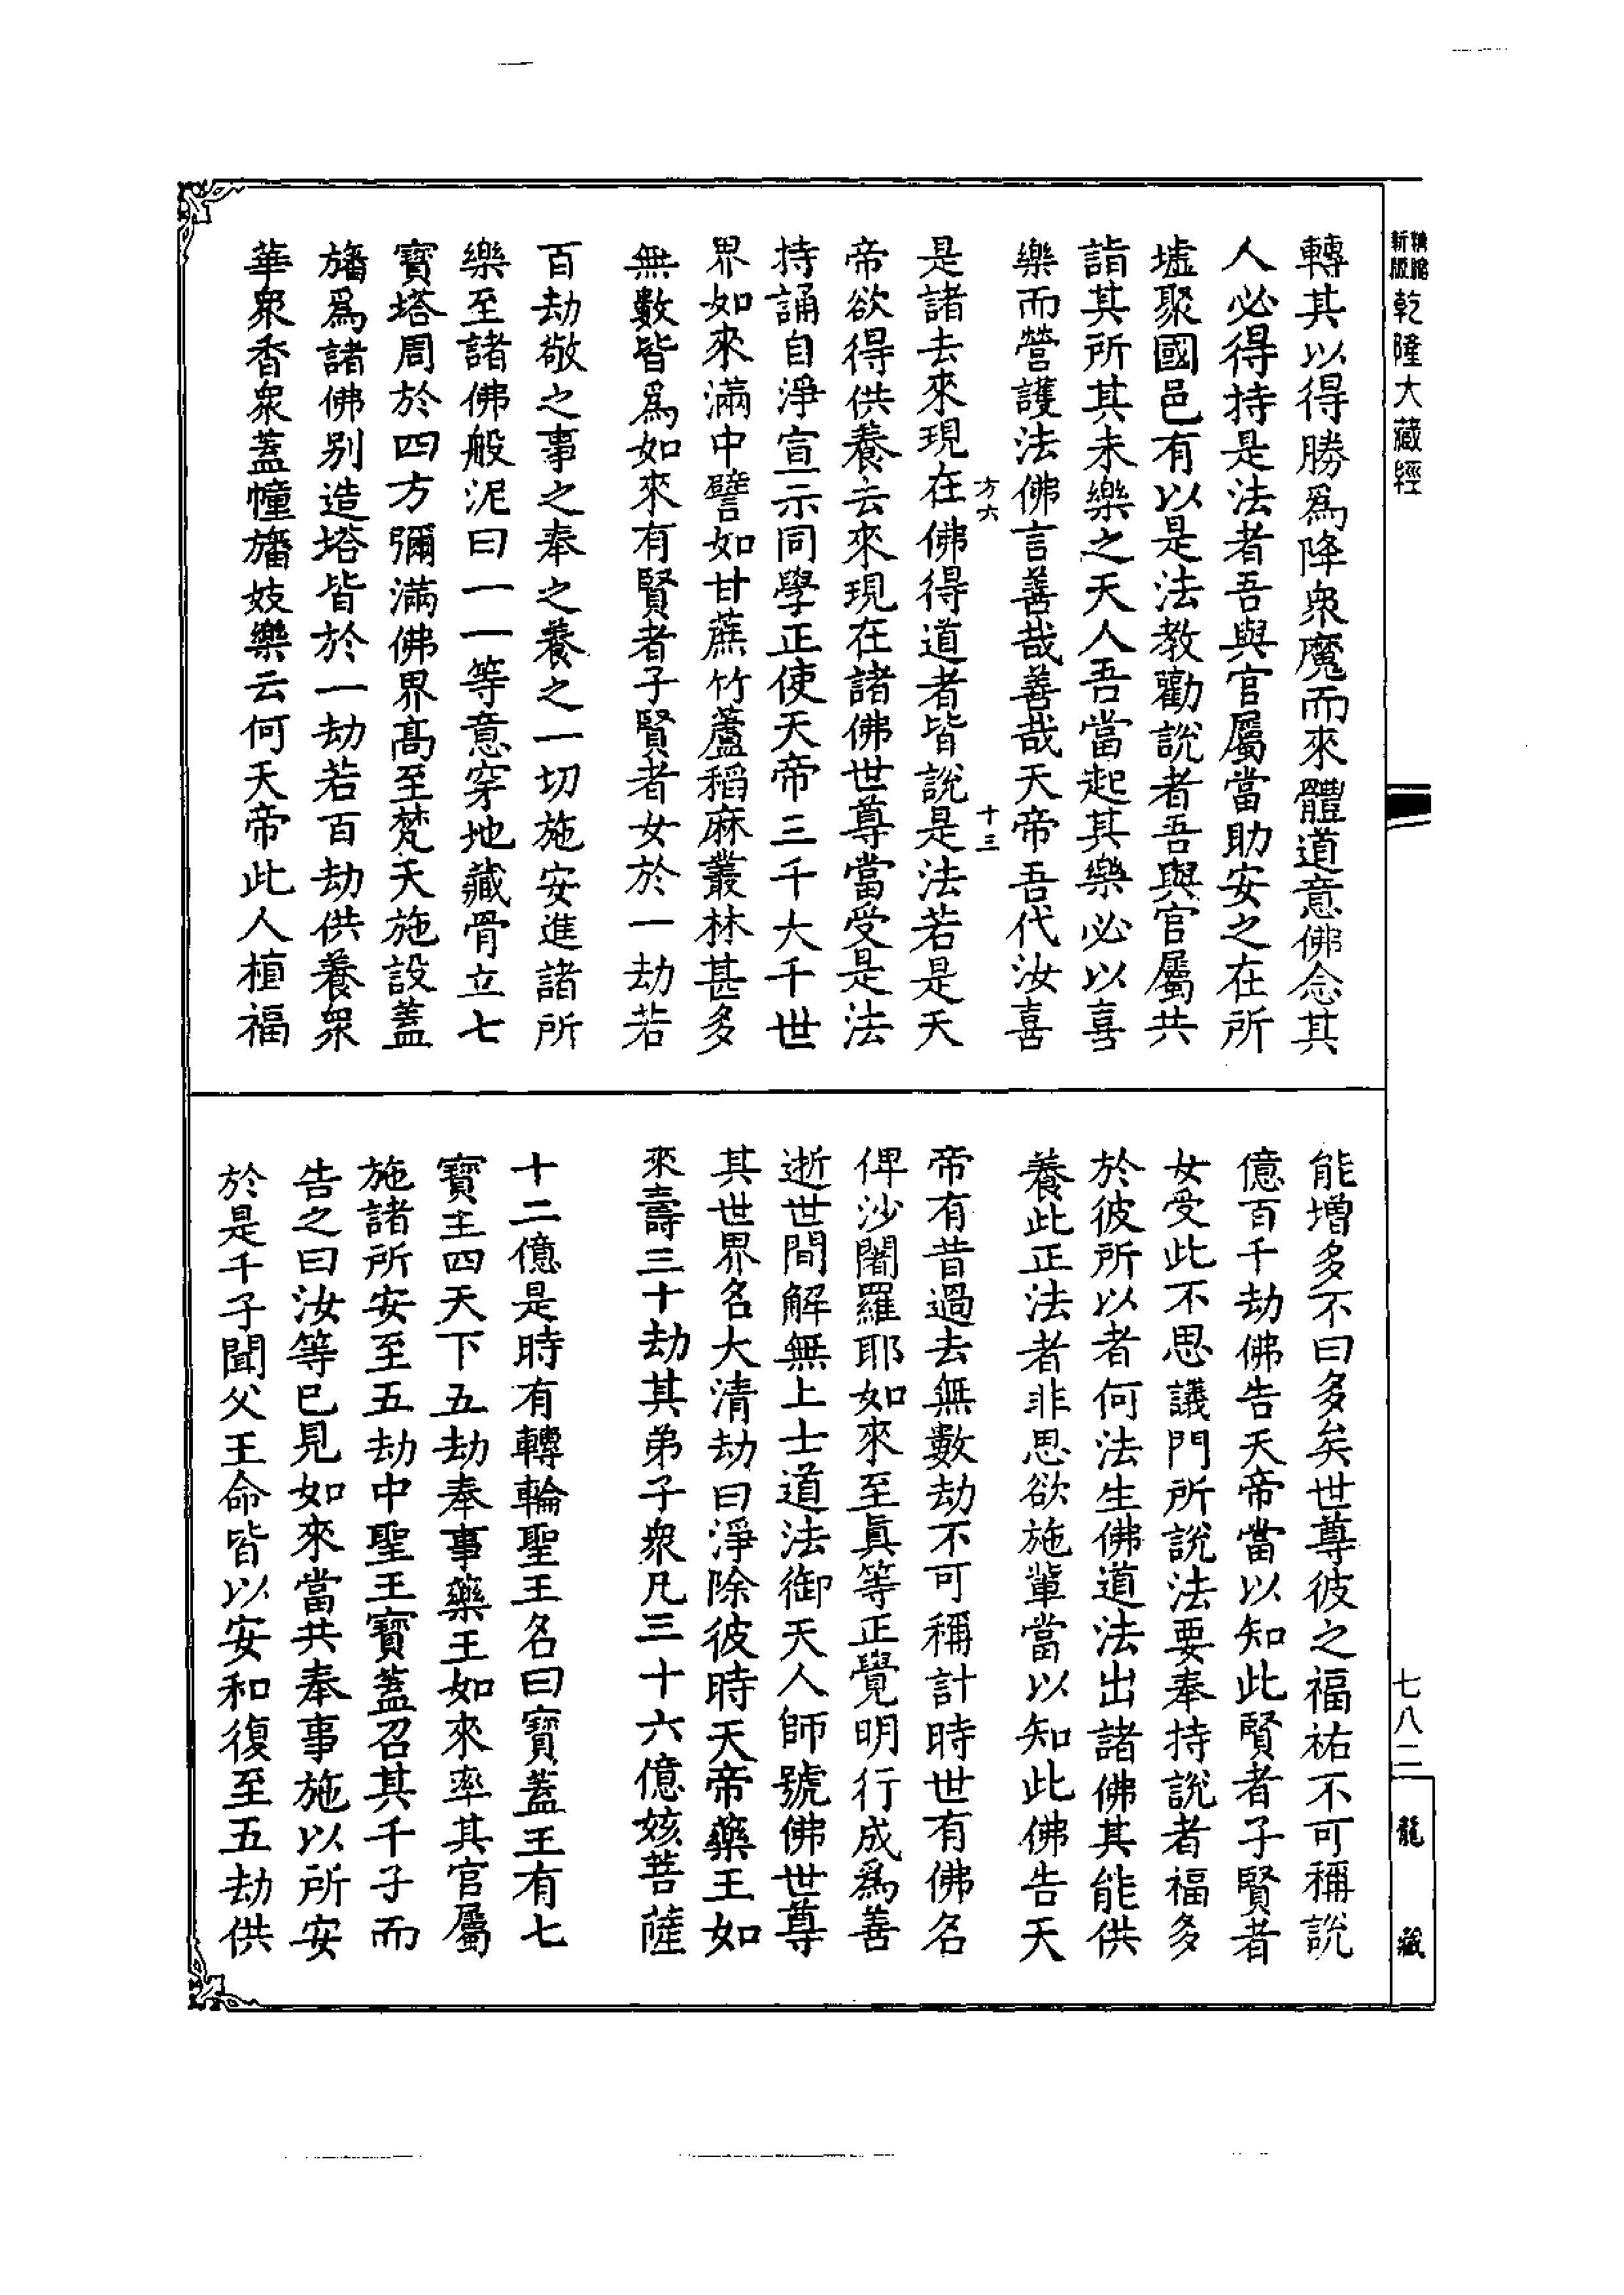 新版
乾隆大藏經
轉其以得勝爲降衆魔而來體道意佛念其
人必得持是法者吾與官屬當助安之在所
墟聚國邑有以是法教勸說者吾與官屬共
詣其所其未樂之天人吾當起其樂必以喜
樂而營護法佛言善哉善哉天帝吾代汝喜
方六
十三
是諸去來現在佛得道者皆說是法若是天
帝欲得供養去來現在諸佛世尊當受是法
持誦自淨宣示同學正使天帝三千大千世
界如來滿中譬如甘蔗竹蘆稻麻叢林甚多
無數皆爲如來有賢者子賢者女於一劫若
百劫敬之事之奉之養之一切施安進諸所
樂至諸佛般泥曰一一等意穿地藏骨立七
寶塔周於四方彌滿佛界高至梵天施設蓋
旛爲諸佛别造塔皆於一劫若百劫供養衆
華衆香衆蓋幢旛妓樂云何天帝此人植福
能增多不曰多矣世尊彼之福祐不可稱說
億百千劫佛告天帝當以知此賢者子賢者
女受此不思議門所說法要奉持說者福多
於彼所以者何法生佛道法出諸佛其能供
養此正法者非思欲施輩當以知此佛告天
帝有昔過去無數劫不可稱計時世有佛名
俾沙闍羅耶如來至眞等正覺明行成爲善
逝世間解無上士道法御天人師號佛世尊
其世界名大清劫曰淨除彼時天帝藥王如
來壽三十劫其弟子衆凡三十六億姟菩薩
十二億是時有轉輪聖王名曰寶蓋王有七
寶主四天下五劫奉事藥王如來率其官屬
施諸所安至五劫中聖王寶蓋召其千子而
告之曰汝等已見如來當共奉事施以所安
於是千子聞父王命皆以安和復至五劫供
七八二
龍藏